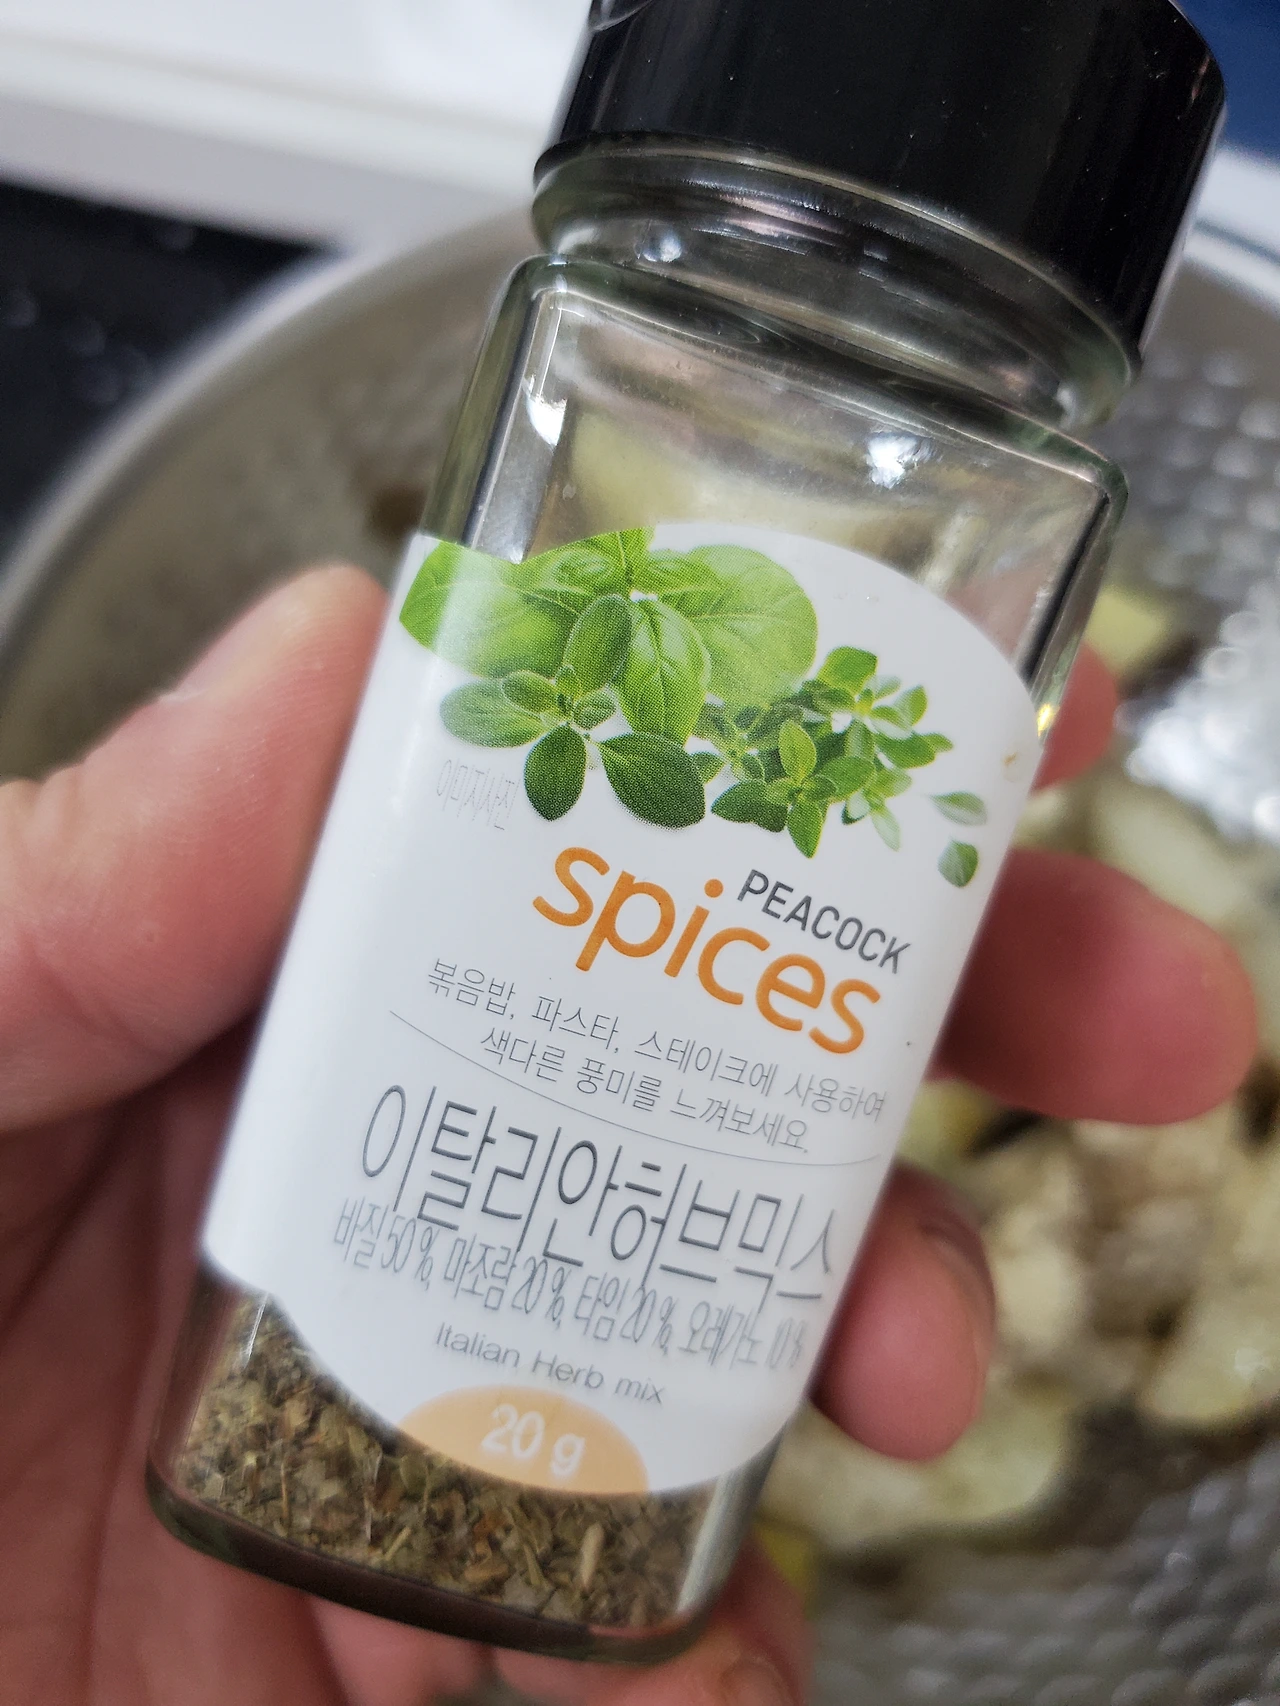 이미지사진
PEACOCK
spices
볶음밥, 파스타, 스테이크에 사용하여
색다른 풍미를 느껴보세요.
이탈리안허브믹스
바질 50 %, 마조람 20 %, 타임 20 %, 오레가노 10 %
Italian Herb mix
20 g